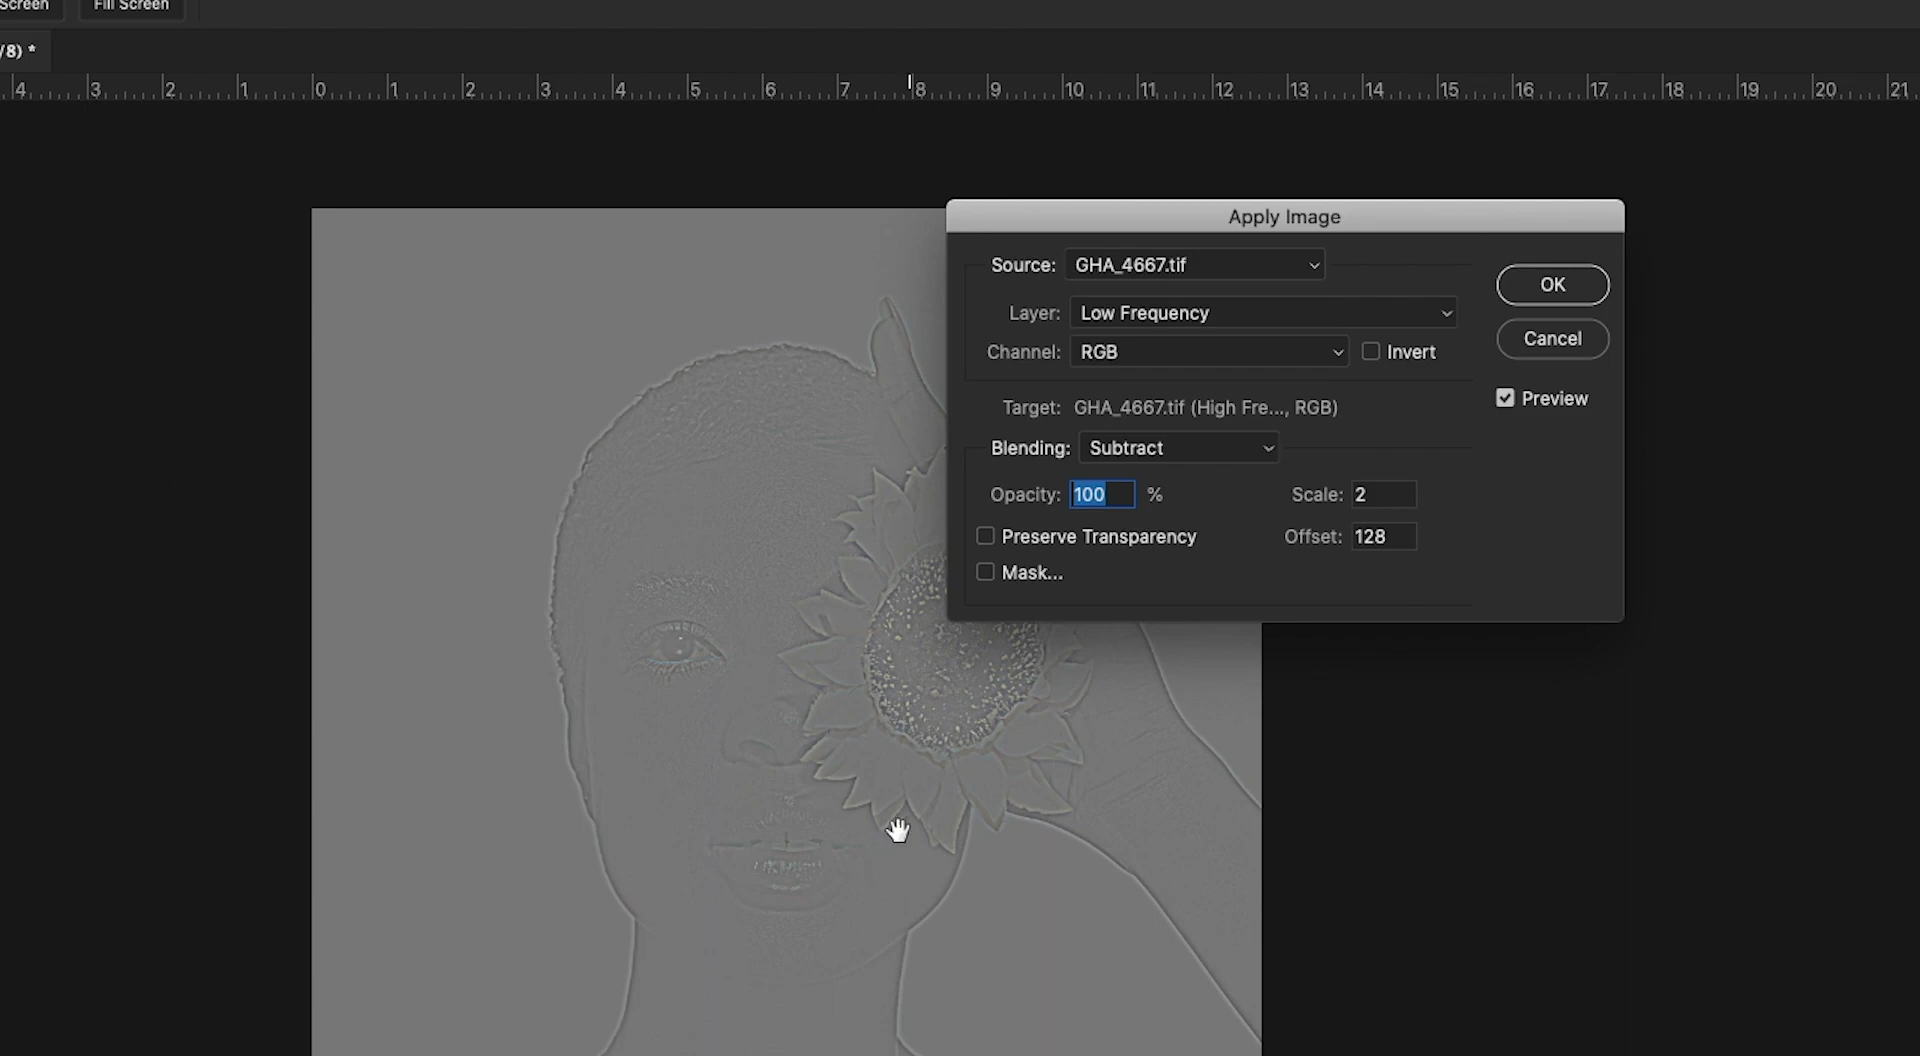 Screen Fill Screen
/8) *
4 3 2 1 0 1 2 3 4 5 6 7 8 9 10 11 12 13 14 15 16 17 18 19 20 21
Apply Image
Source: GHA_4667.tif
OK
Layer: Low Frequency
Cancel
Channel: RGB Invert
Preview
Target: GHA_4667.tif (High Fre..., RGB)
Blending: Subtract
Opacity: 100 % Scale: 2
Preserve Transparency Offset: 128
Mask...